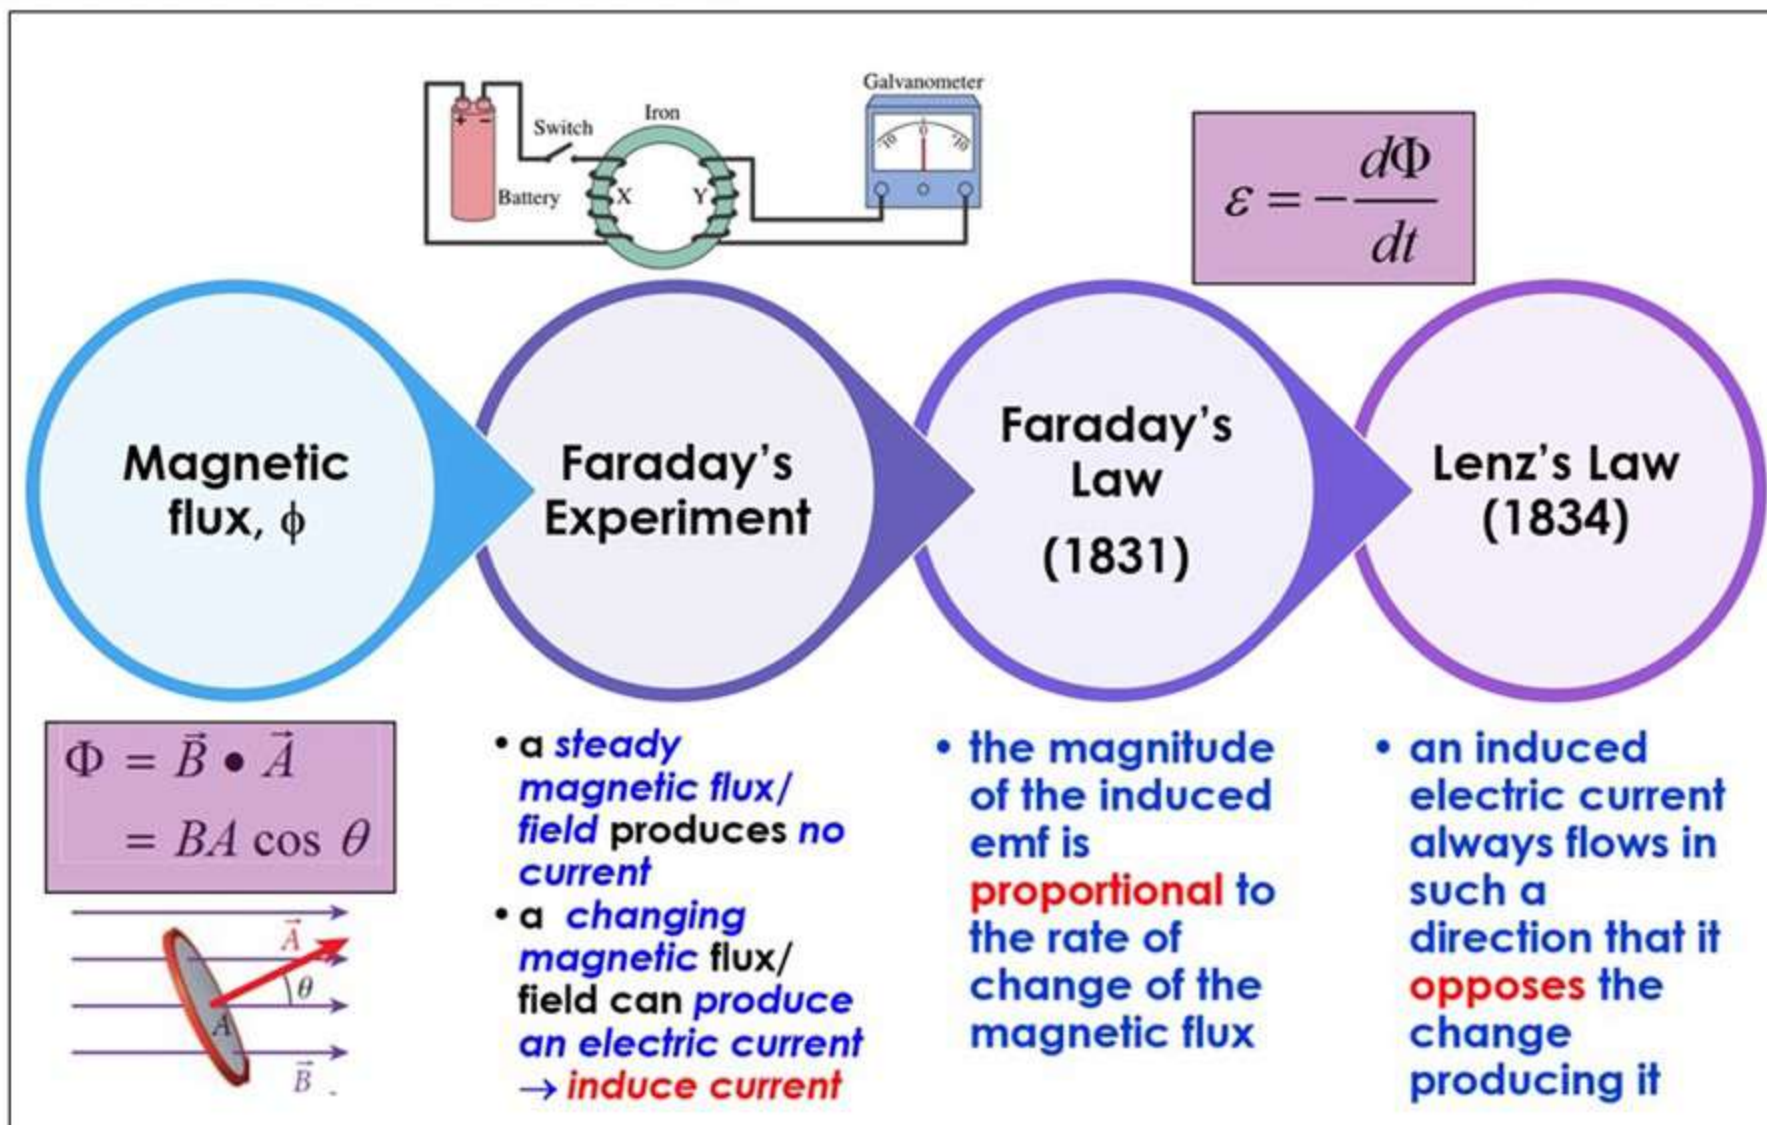 Galvanometer
Iron
Switch
Battery
+ −
X
Y
10 0 10
ε = − dΦ
dt
Magnetic
flux, ϕ
Faraday’s
Experiment
Faraday’s
Law
(1831)
Lenz’s Law
(1834)
Φ = B⃗ • A⃗
= BA cos θ
A⃗
θ
A
B⃗
• a steady
magnetic flux/
field produces no
current
• a changing
magnetic flux/
field can produce
an electric current
→ induce current
• the magnitude
of the induced
emf is
proportional to
the rate of
change of the
magnetic flux
• an induced
electric current
always flows in
such a
direction that it
opposes the
change
producing it